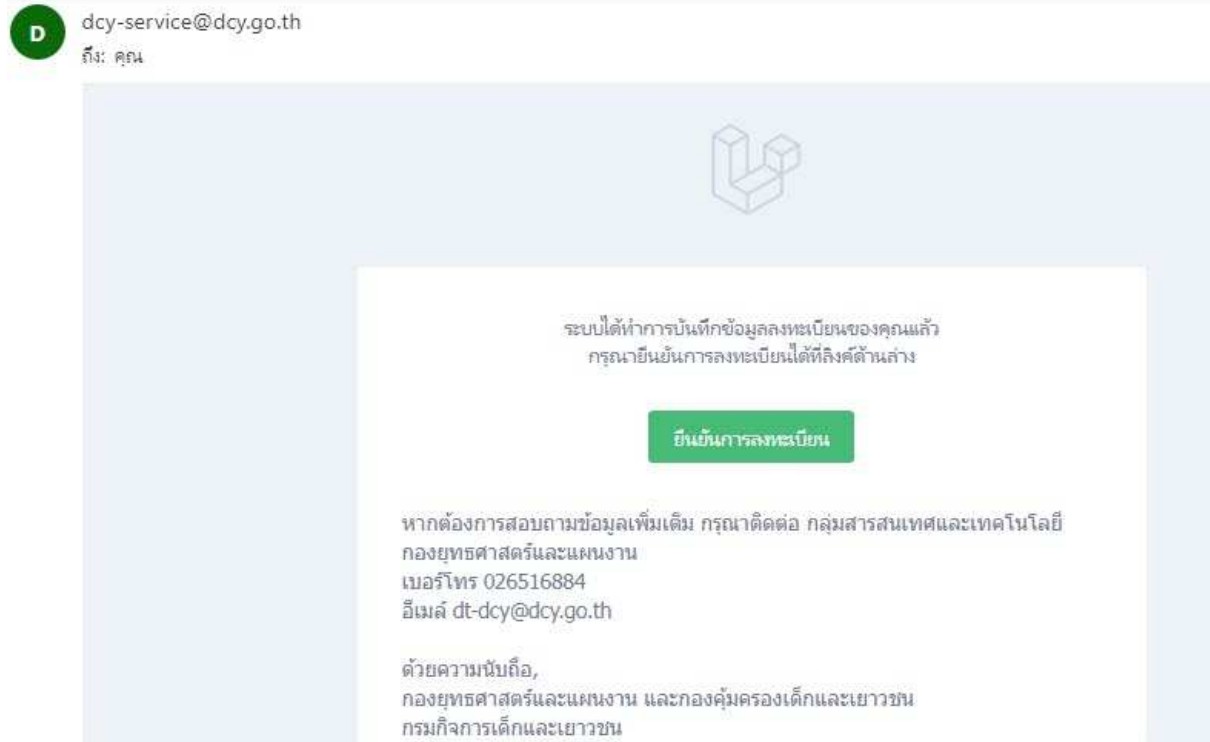 D
dcy-service@dcy.go.th
ถึง: คุณ
ระบบได้ทำการบันทึกข้อมูลลงทะเบียนของคุณแล้ว
กรุณายืนยันการลงทะเบียนได้ที่ลิงค์ด้านล่าง
ยืนยันการลงทะเบียน
หากต้องการสอบถามข้อมูลเพิ่มเติม กรุณาติดต่อ กลุ่มสารสนเทศและเทคโนโลยี
กองยุทธศาสตร์และแผนงาน
เบอร์โทร 026516884
อีเมล์ dt-dcy@dcy.go.th
ด้วยความนับถือ,
กองยุทธศาสตร์และแผนงาน และกองคุ้มครองเด็กและเยาวชน
กรมกิจการเด็กและเยาวชน